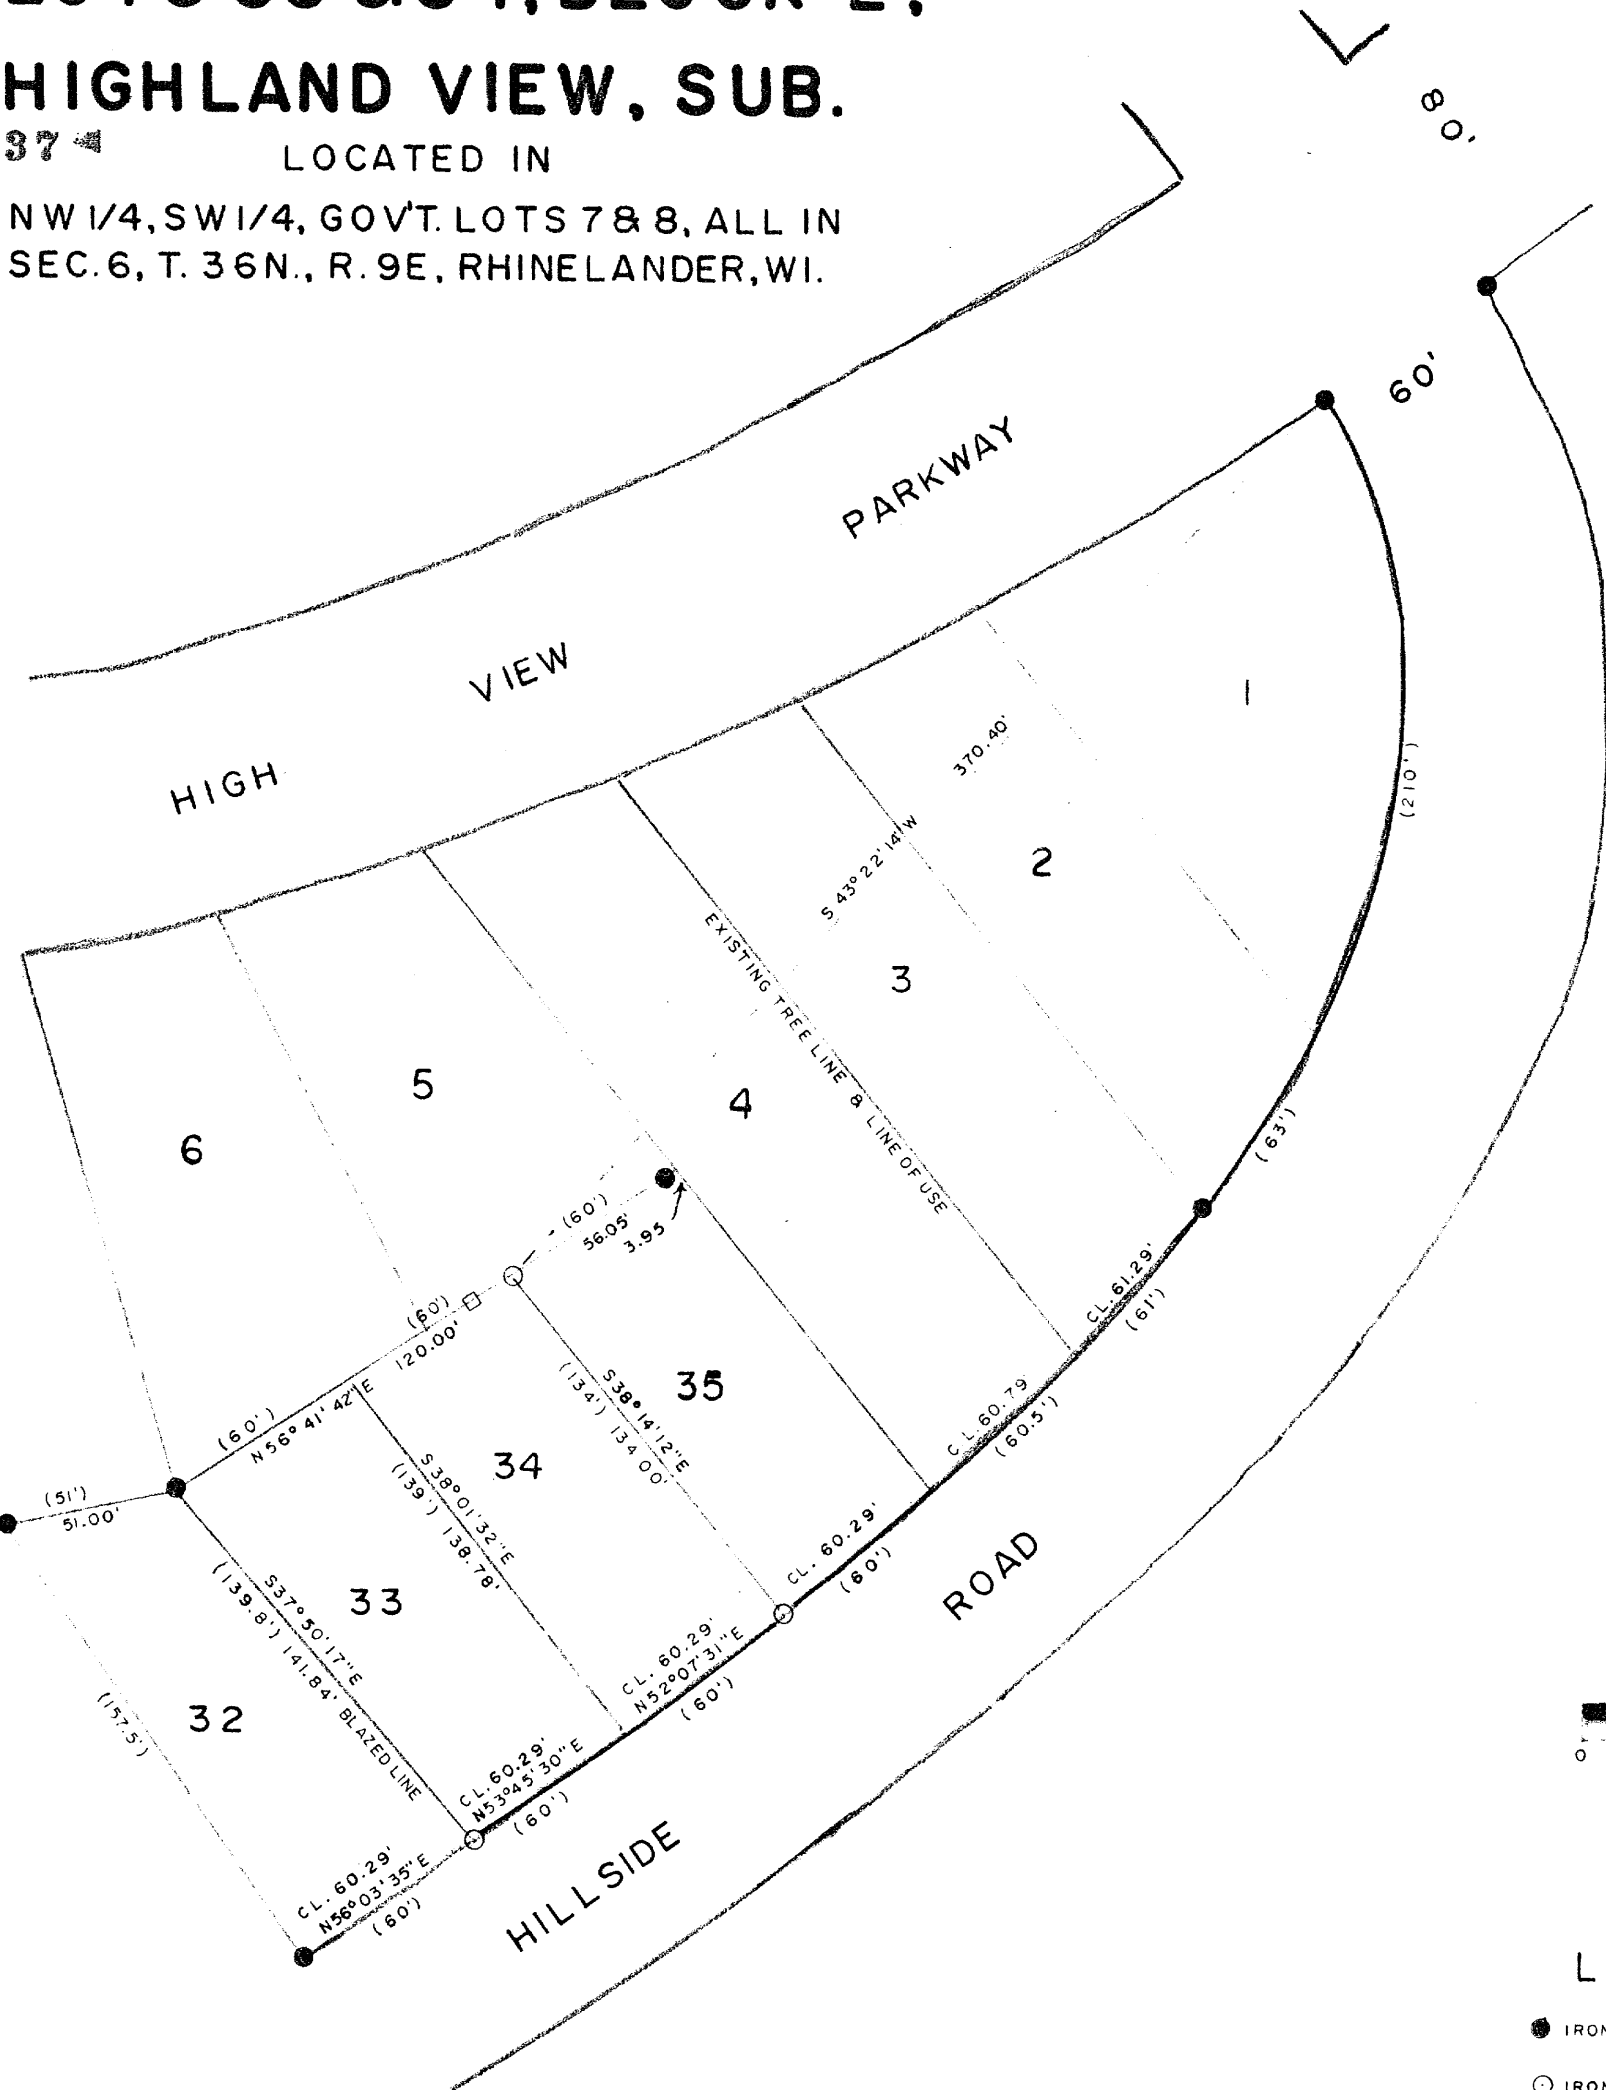 HIGHLAND VIEW, SUB.
37
LOCATED IN
NW 1/4, SW 1/4, GOV'T. LOTS 7 & 8, ALL IN
SEC. 6, T. 36N., R. 9E, RHINELANDER, WI.
80'
60'
HIGH VIEW PARKWAY
1
370.40'
S 43° 22' 14" W
2
(210')
3
EXISTING TREE LINE & LINE OF USE
5
4
6
(63')
(60')
56.05'
3.95
(60')
120.00'
CL. 61.29'
(61')
35
S 38° 14' 12" E
(134') 134.00'
(60')
N 56° 41' 42" E
CL. 60.79'
(60.5')
34
S 38° 01' 32" E
(139') 138.78'
(51')
51.00'
CL. 60.29'
(60')
ROAD
33
S 37° 50' 17" E
(139.8') 141.84' BLAZED LINE
CL. 60.29'
N 52° 07' 31" E
(60')
32
(157.5')
CL. 60.29'
N 53° 45' 30" E
(60')
0
HILLSIDE
CL. 60.29'
N 56° 03' 35" E
(60')
L
IRON
IRON